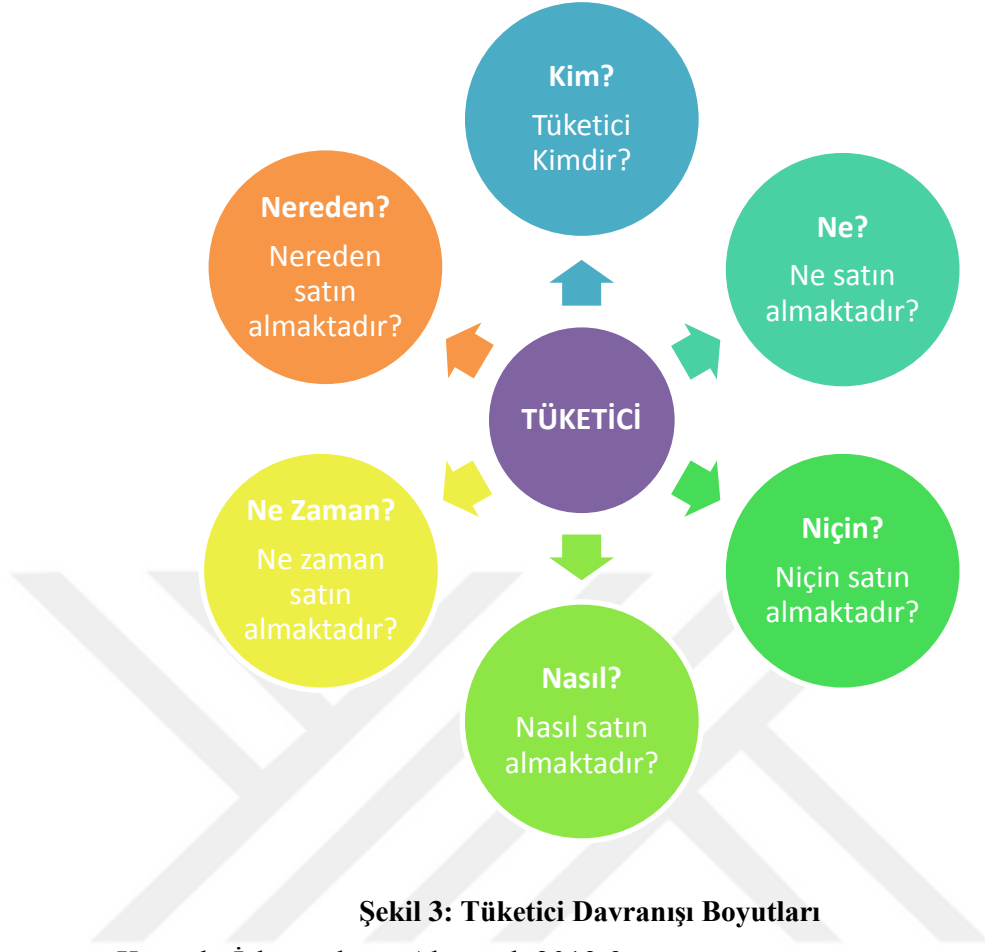 Kim?
Tüketici
Kimdir?
Ne?
Ne satın
almaktadır?
Niçin?
Niçin satın
almaktadır?
Nasıl?
Nasıl satın
almaktadır?
Ne Zaman?
Ne zaman
satın
almaktadır?
Nereden?
Nereden
satın
almaktadır?
TÜKETİCİ
Şekil 3: Tüketici Davranışı Boyutları